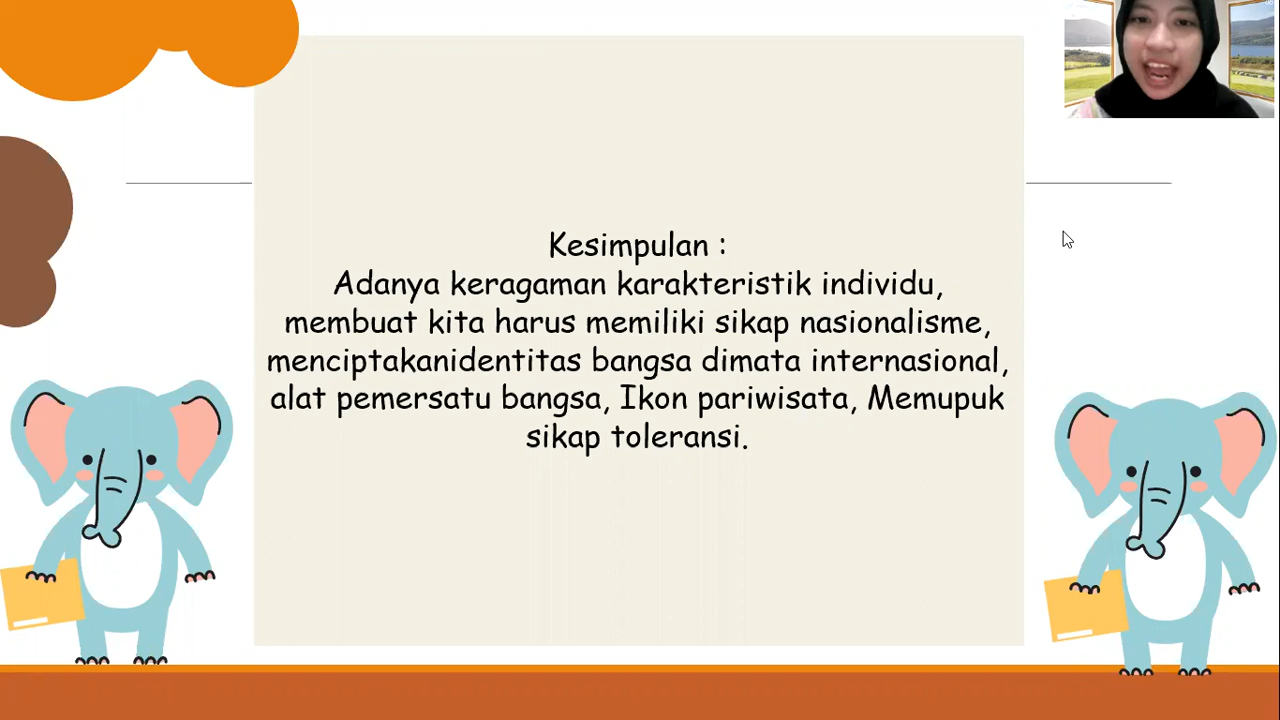 Kesimpulan :
Adanya keragaman karakteristik individu,
membuat kita harus memiliki sikap nasionalisme,
menciptakanidentitas bangsa dimata internasional,
alat pemersatu bangsa, Ikon pariwisata, Memupuk
sikap toleransi.